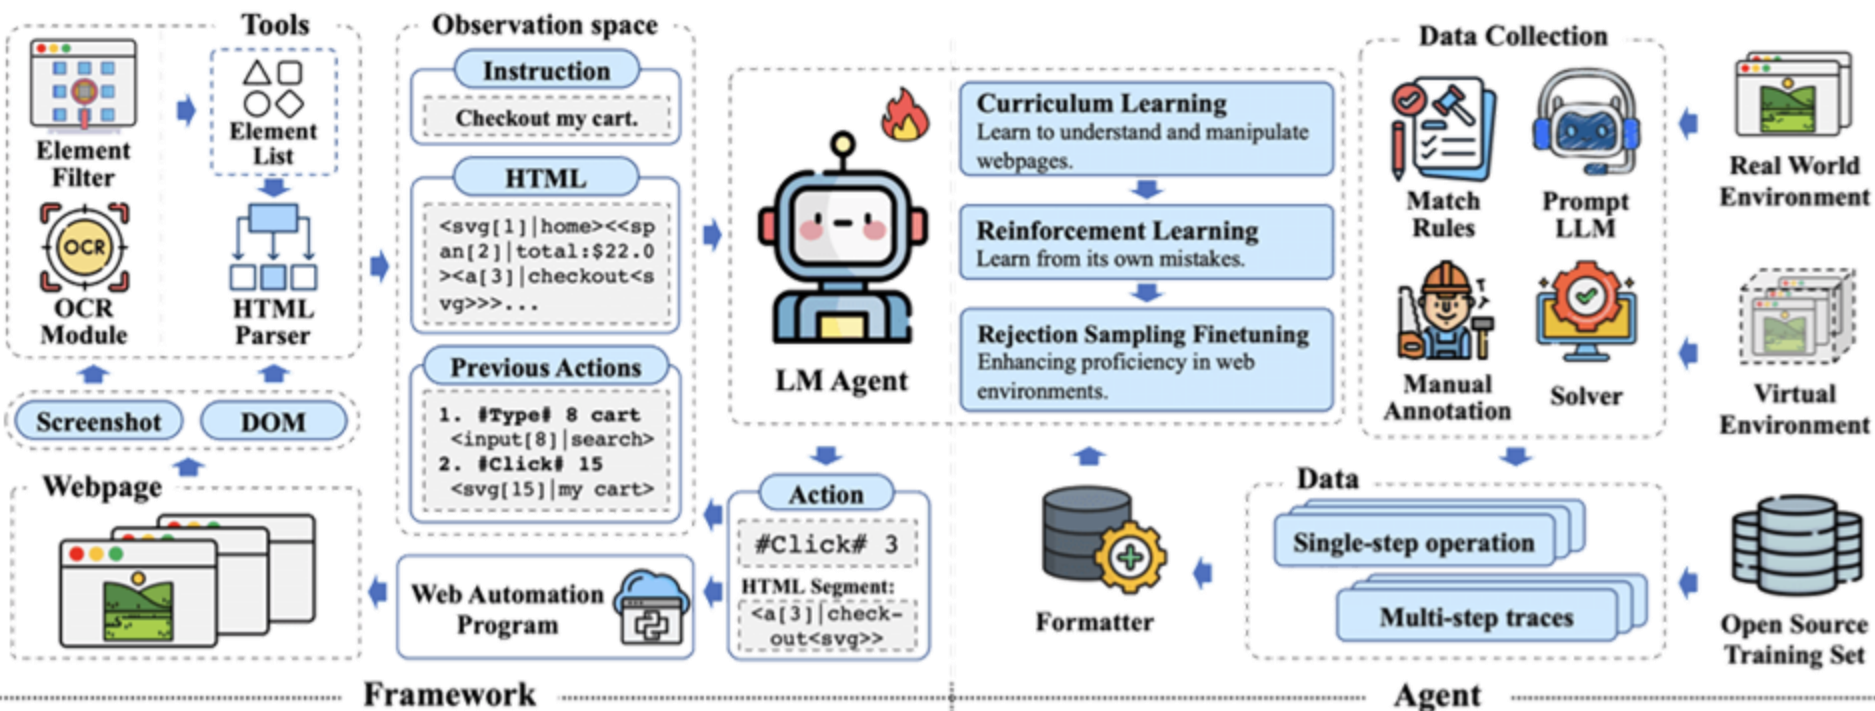 Tools
Element
Filter
OCR
OCR
Module
Element
List
HTML
Parser
Screenshot
DOM
Webpage
Observation space
Instruction
Checkout my cart.
HTML
<svg[1]|home><<sp
an[2]|total:$22.0
><a[3]|checkout<s
vg>>>...
Previous Actions
1. #Type# 8 cart
<input[8]|search>
2. #Click# 15
<svg[15]|my cart>
Web Automation
Program
LM Agent
Action
#Click# 3
HTML Segment:
<a[3]|check-
out<svg>>
Curriculum Learning
Learn to understand and manipulate
webpages.
Reinforcement Learning
Learn from its own mistakes.
Rejection Sampling Finetuning
Enhancing proficiency in web
environments.
Formatter
Data Collection
Match
Rules
Prompt
LLM
Manual
Annotation
Solver
Data
Single-step operation
Multi-step traces
Real World
Environment
Virtual
Environment
Open Source
Training Set
Framework
Agent